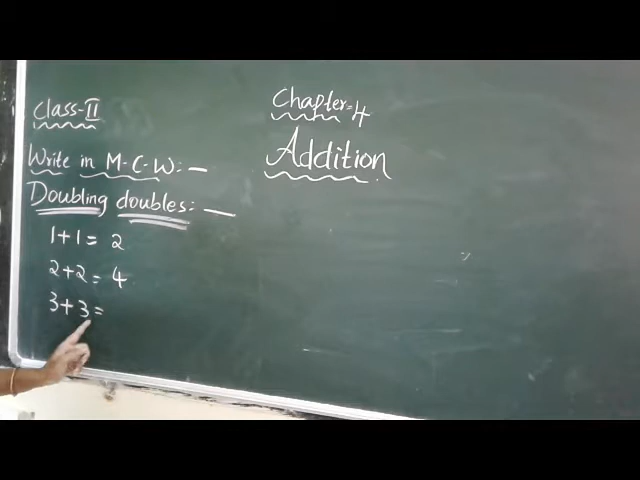 Class-II
Chapter-4
Addition
Write in M-C-W:-
Doubling doubles:-
1+1= 2
2+2= 4
3+3=